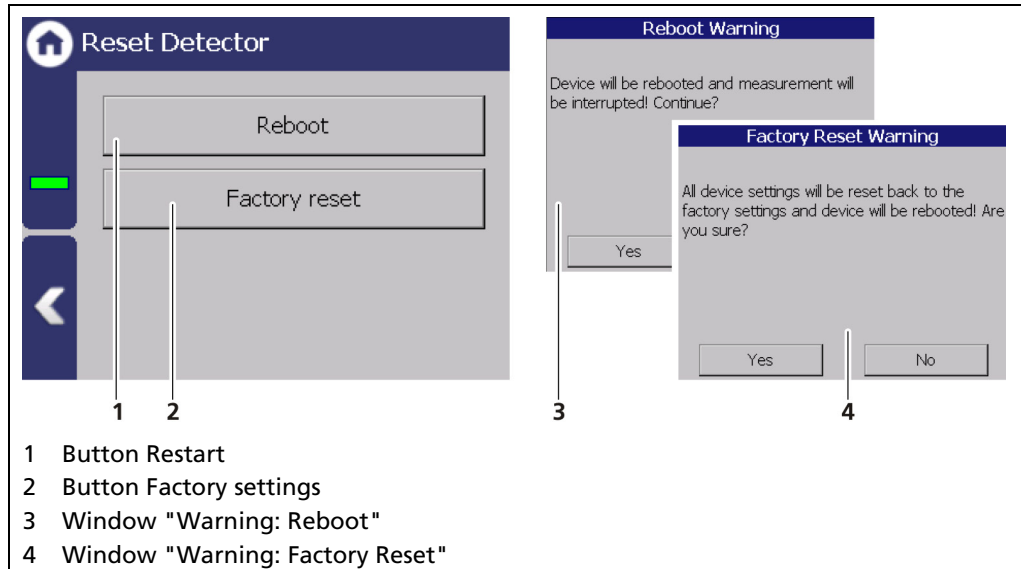 Reset Detector
Reboot
Factory reset
Reboot Warning
Device will be rebooted and measurement will
be interrupted! Continue?
Yes
Factory Reset Warning
All device settings will be reset back to the
factory settings and device will be rebooted! Are
you sure?
Yes
No
1
2
3
4
1 Button Restart
2 Button Factory settings
3 Window "Warning: Reboot"
4 Window "Warning: Factory Reset"